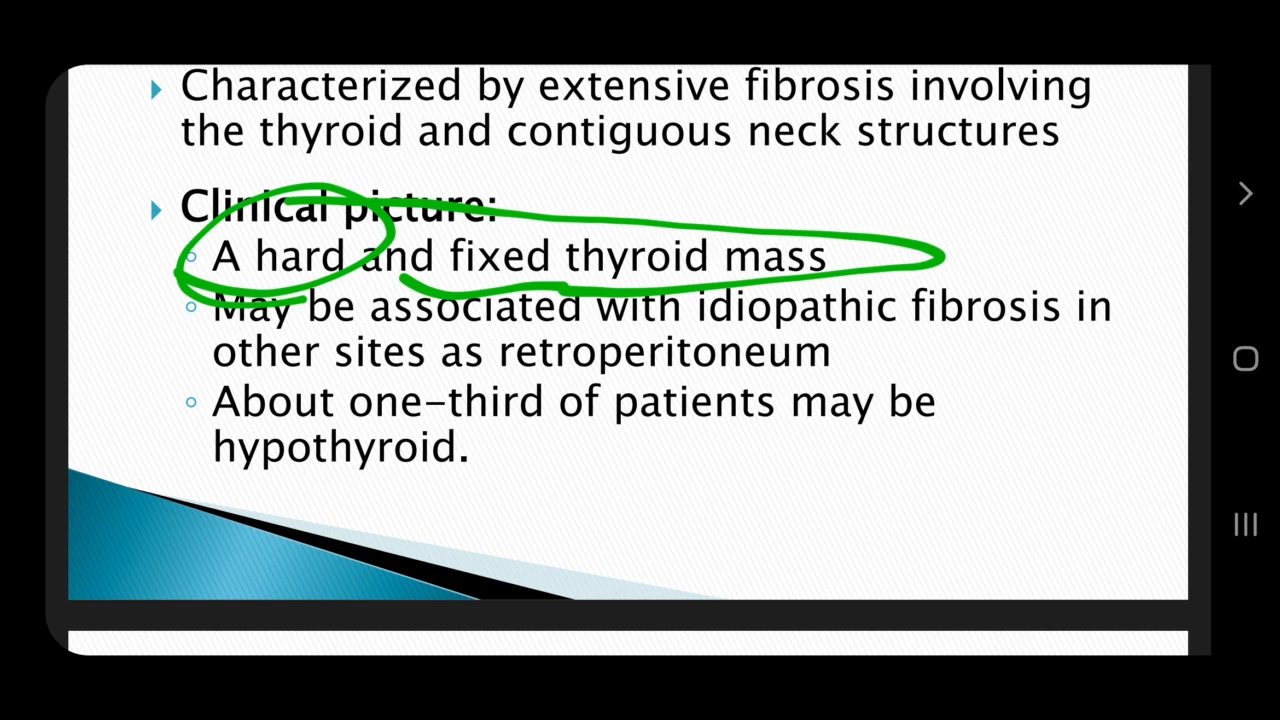 Characterized by extensive fibrosis involving
the thyroid and contiguous neck structures
Clinical picture:
A hard and fixed thyroid mass
May be associated with idiopathic fibrosis in
other sites as retroperitoneum
About one-third of patients may be
hypothyroid.